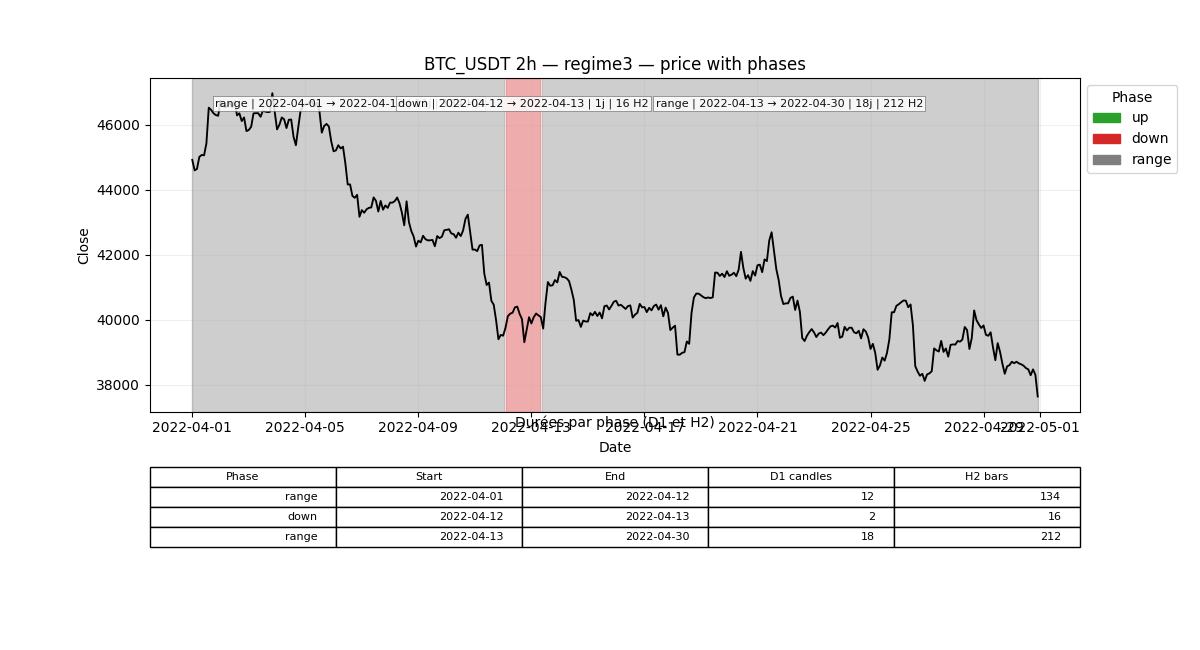 BTC_USDT 2h — regime3 — price with phases
range | 2022-04-01 → 2022-04-1
down | 2022-04-12 → 2022-04-13 | 1j | 16 H2
range | 2022-04-13 → 2022-04-30 | 18j | 212 H2
Phase
up
down
range
Close
46000
44000
42000
40000
38000
2022-04-01 2022-04-05 2022-04-09 2022-04-13 2022-04-17 2022-04-21 2022-04-25 2022-04-29 2022-05-01
Date
Durées par phase (D1 et H2)
Phase Start End D1 candles H2 bars
range 2022-04-01 2022-04-12 12 134
down 2022-04-12 2022-04-13 2 16
range 2022-04-13 2022-04-30 18 212